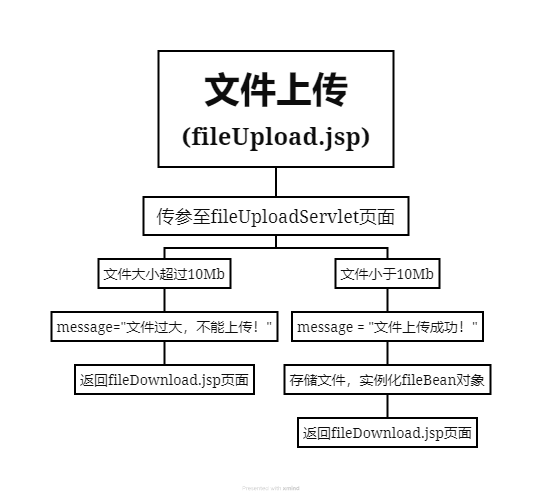 文件上传
(fileUpload.jsp)
传参至fileUploadServlet页面
文件大小超过10Mb
文件小于10Mb
message="文件过大，不能上传！"
message = "文件上传成功！"
返回fileDownload.jsp页面
存储文件，实例化fileBean对象
返回fileDownload.jsp页面
Presented with xmind